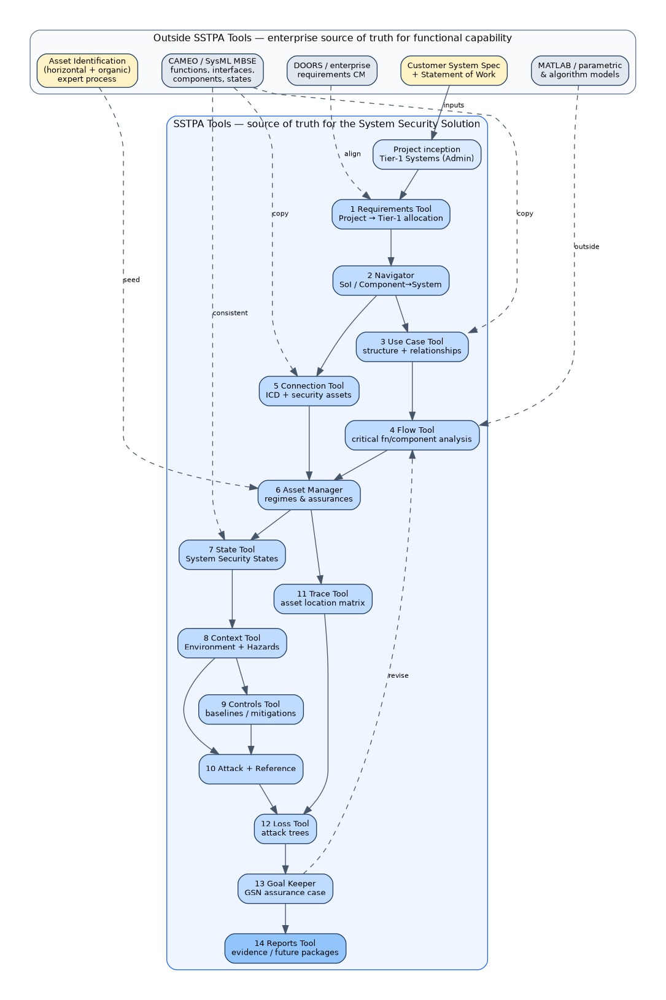 Outside SSTPA Tools — enterprise source of truth for functional capability
Asset Identification
(horizontal + organic)
expert process
CAMEO / SysML MBSE
functions, interfaces,
components, states
DOORS / enterprise
requirements CM
Customer System Spec
+ Statement of Work
MATLAB / parametric
& algorithm models
inputs
SSTPA Tools — source of truth for the System Security Solution
Project inception
Tier-1 Systems (Admin)
align
1 Requirements Tool
Project → Tier-1 allocation
copy
copy
outside
2 Navigator
SoI / Component→System
seed
consistent
3 Use Case Tool
structure + relationships
5 Connection Tool
ICD + security assets
4 Flow Tool
critical fn/component analysis
6 Asset Manager
regimes & assurances
7 State Tool
System Security States
11 Trace Tool
asset location matrix
8 Context Tool
Environment + Hazards
revise
9 Controls Tool
baselines / mitigations
10 Attack + Reference
12 Loss Tool
attack trees
13 Goal Keeper
GSN assurance case
14 Reports Tool
evidence / future packages